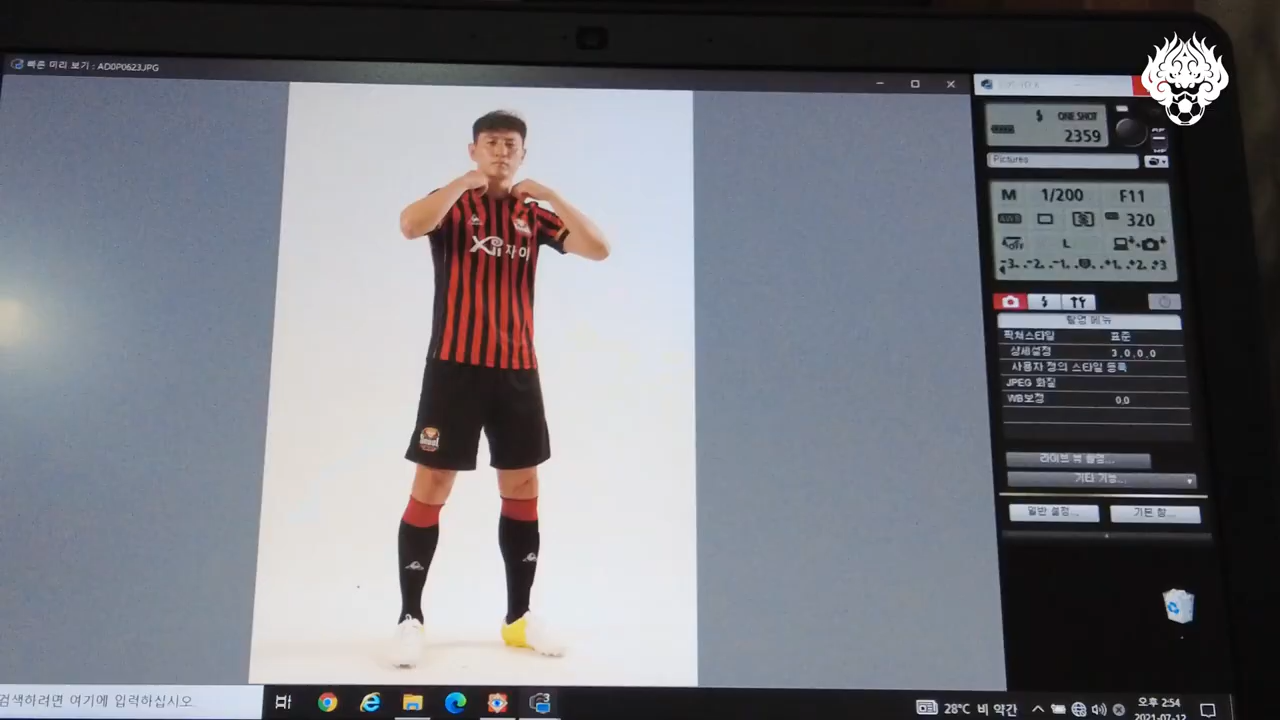 빠른 미리 보기 : AD0P0623.JPG
ONE SHOT
2359
Pictures
M 1/200 F11
AWB 320
OFF L
-3..-2..-1..0..+1..+2..+3
촬영 메뉴
픽쳐스타일 표준
상세설정 3,0,0,0
사용자 정의 스타일 등록
JPEG 화질
WB보정 0,0
라이브 뷰 촬영...
기타 기능...
일반 설정...
기본 창...
Xi 자이
검색하려면 여기에 입력하십시오
3
28°C 비 약간
오후 2:54
2021-07-12